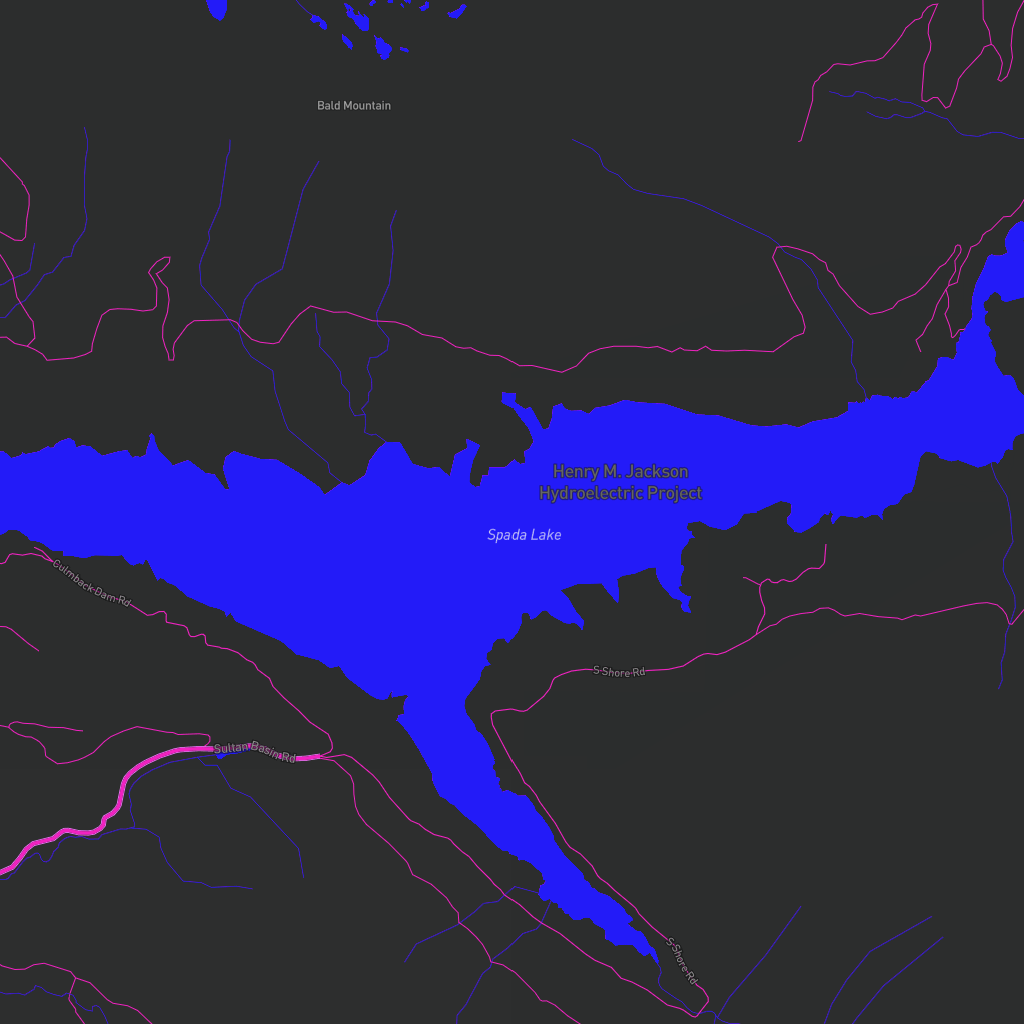 Bald Mountain
Henry M. Jackson
Hydroelectric Project
Spada Lake
Culmback Dam Rd
S Shore Rd
Sultan Basin Rd
S Shore Rd